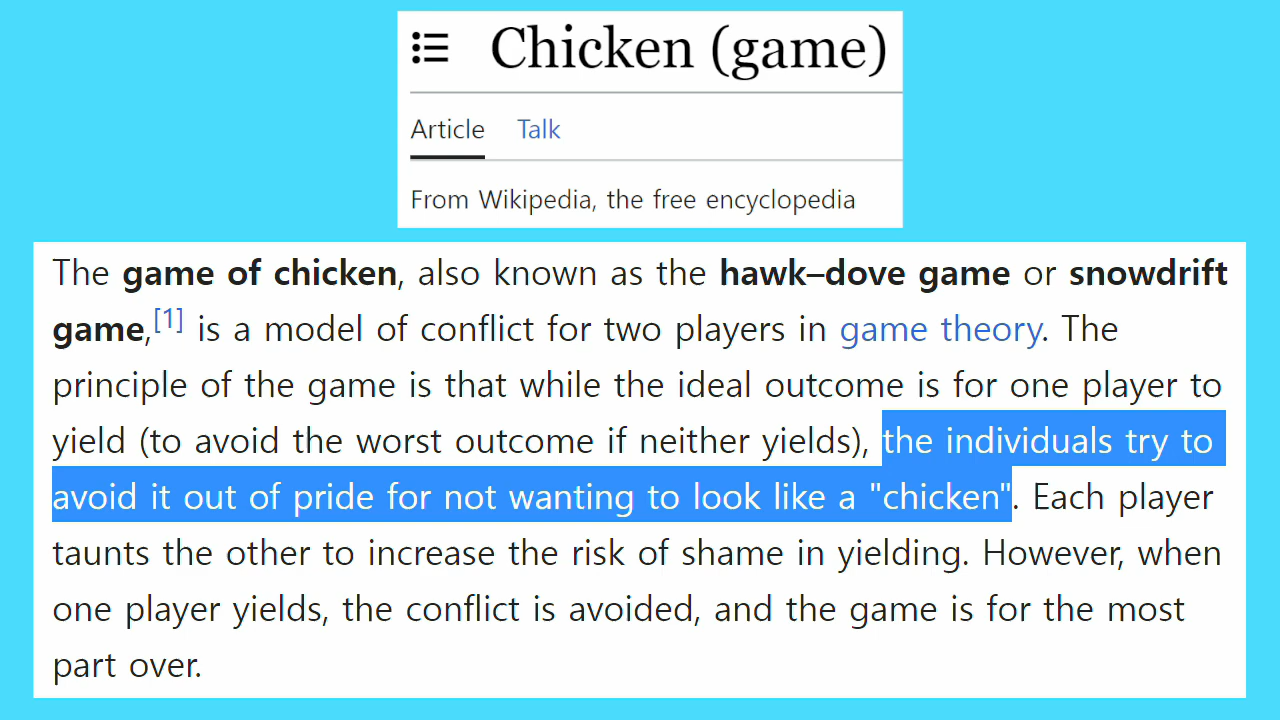 Chicken (game)
Article Talk
From Wikipedia, the free encyclopedia
The game of chicken, also known as the hawk–dove game or snowdrift
game,[1] is a model of conflict for two players in game theory. The
principle of the game is that while the ideal outcome is for one player to
yield (to avoid the worst outcome if neither yields), the individuals try to
avoid it out of pride for not wanting to look like a "chicken". Each player
taunts the other to increase the risk of shame in yielding. However, when
one player yields, the conflict is avoided, and the game is for the most
part over.